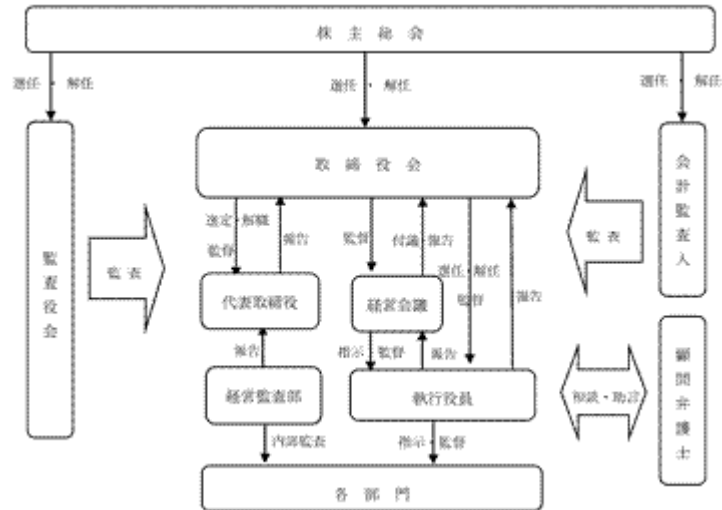 株主総会
選任・解任
選任・解任
選任・解任
取締役会
会計監査人
監査役会
選定・解職
監督
報告
監督
付議・報告
選任・解任
監督
報告
監査
監査
代表取締役
経営会議
報告
指示・監督
報告
経営監査部
執行役員
相談・助言
顧問弁護士
内部監査
指示・監督
各部門